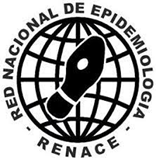 RED NACIONAL DE EPIDEMIOLOGIA
- RENACE -